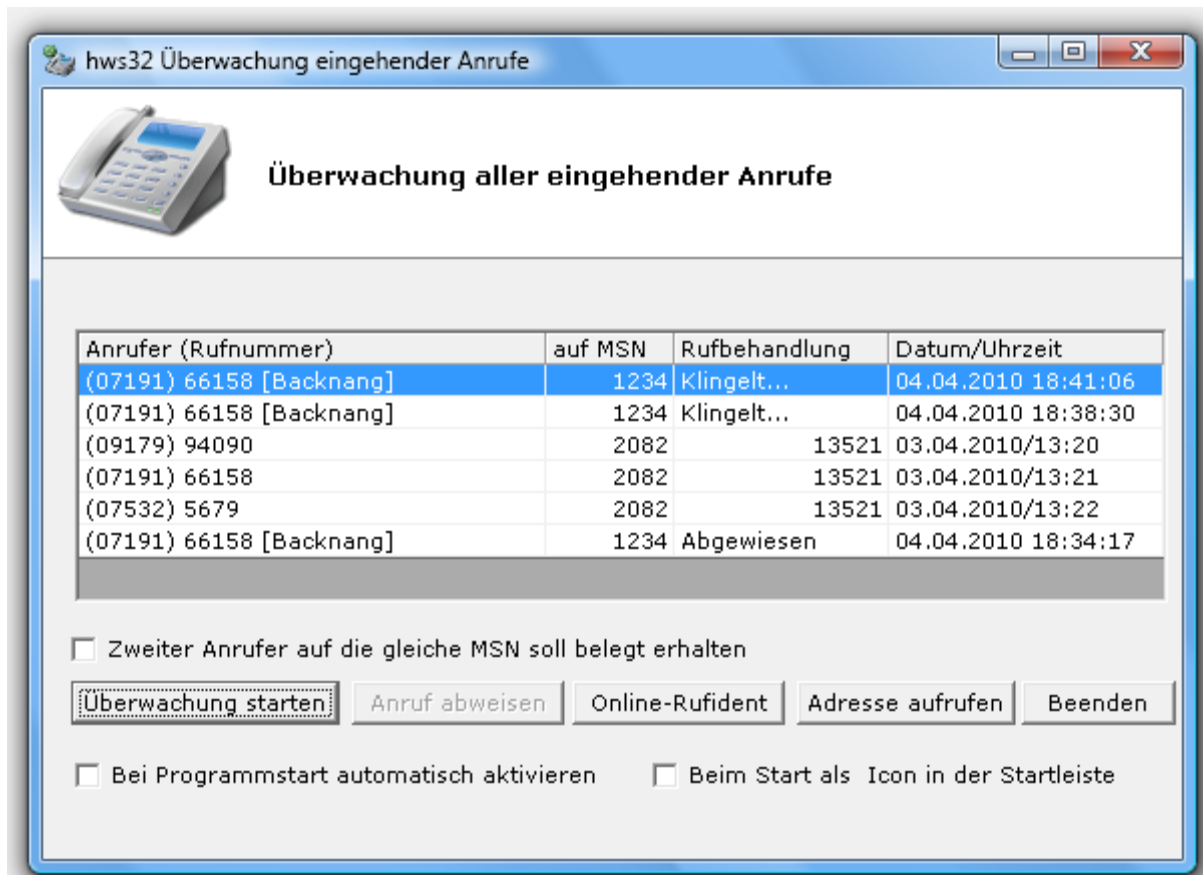 hws32 Überwachung eingehender Anrufe
Überwachung aller eingehender Anrufe
Anrufer (Rufnummer) auf MSN Rufbehandlung Datum/Uhrzeit
(07191) 66158 [Backnang] 1234 Klingelt... 04.04.2010 18:41:06
(07191) 66158 [Backnang] 1234 Klingelt... 04.04.2010 18:38:30
(09179) 94090 2082 13521 03.04.2010/13:20
(07191) 66158 2082 13521 03.04.2010/13:21
(07532) 5679 2082 13521 03.04.2010/13:22
(07191) 66158 [Backnang] 1234 Abgewiesen 04.04.2010 18:34:17
Zweiter Anrufer auf die gleiche MSN soll belegt erhalten
Überwachung starten Anruf abweisen Online-Rufident Adresse aufrufen Beenden
Bei Programmstart automatisch aktivieren Beim Start als Icon in der Startleiste